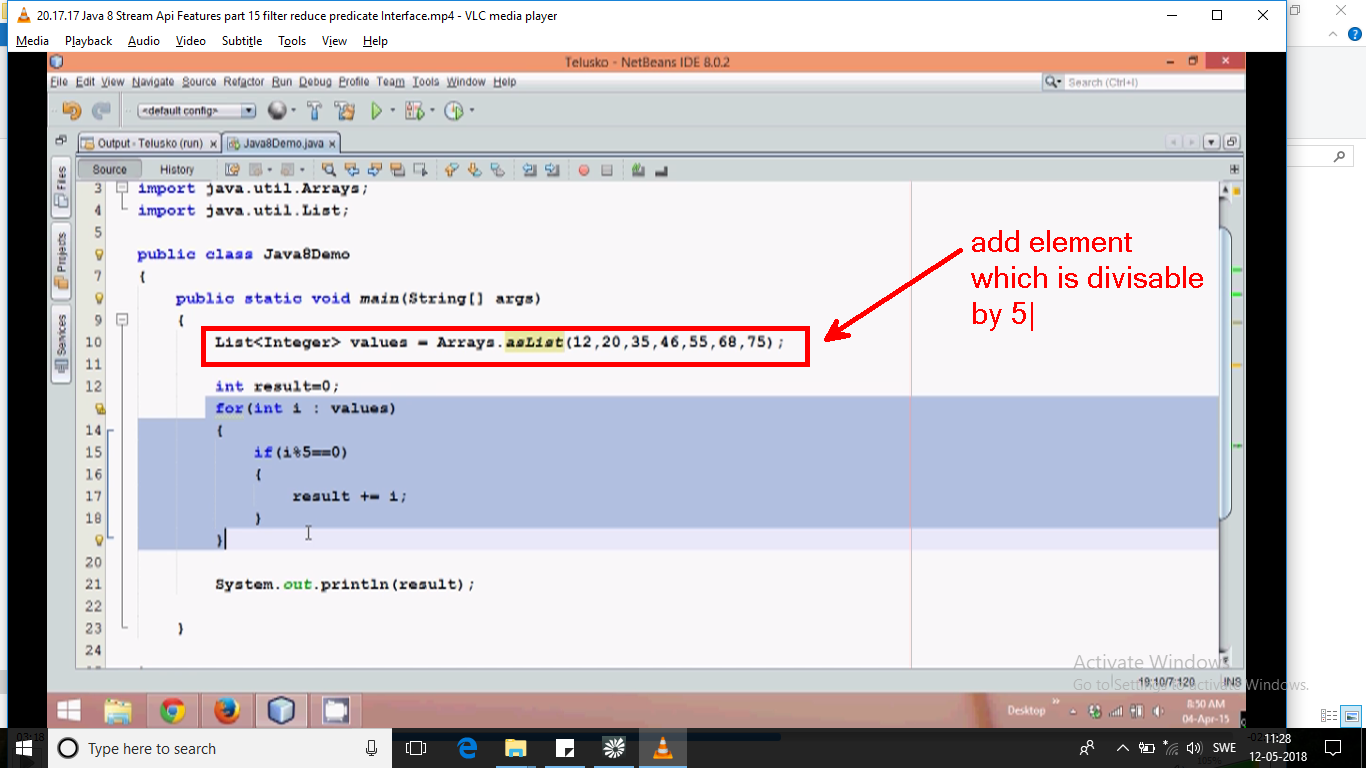 20.17.17 Java 8 Stream Api Features part 15 filter reduce predicate Interface.mp4 - VLC media player
Media Playback Audio Video Subtitle Tools View Help
Telusko - NetBeans IDE 8.0.2
File Edit View Navigate Source Refactor Run Debug Profile Team Tools Window Help
Search (Ctrl+I)
<default config>
Output - Telusko (run) x
Java8Demo.java x
Source History
Files
Projects
Services
3 import java.util.Arrays;
4 import java.util.List;
5
public class Java8Demo
7 {
public static void main(String[] args)
9 {
10 List<Integer> values = Arrays.asList(12,20,35,46,55,68,75);
11
12 int result=0;
for(int i : values)
14 {
15 if(i%5==0)
16 {
17 result += i;
18 }
}
20
21 System.out.println(result);
22
23 }
24
add element
which is divisable
by 5
Activate Windows
Go to Settings to activate Windows.
19:10/7:120 INS
Desktop
8:50 AM
04-Apr-15
03:18
Type here to search
SWE
11:28
12-05-2018